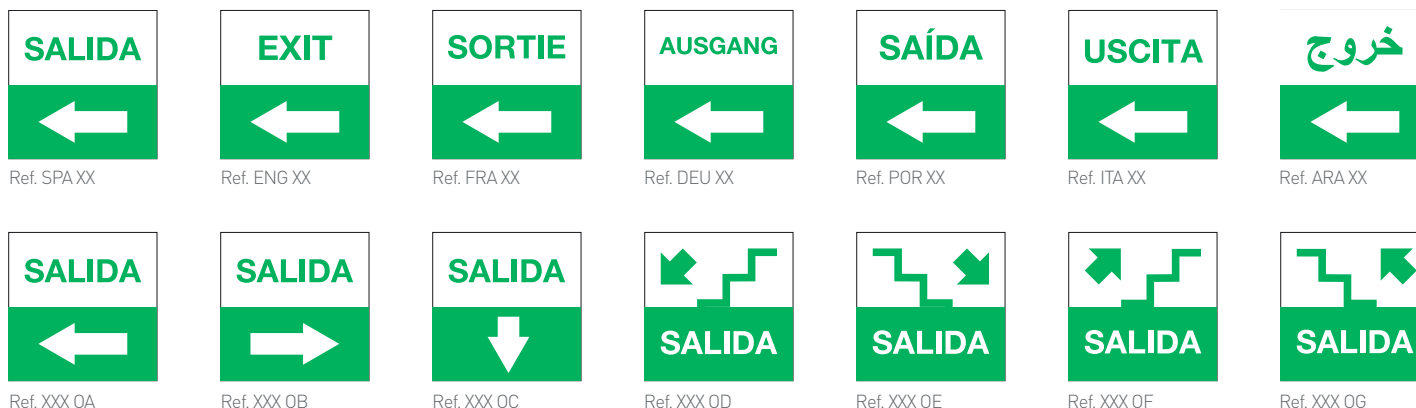 SALIDA
EXIT
SORTIE
AUSGANG
SAÍDA
USCITA
خروج
Ref. SPA XX
Ref. ENG XX
Ref. FRA XX
Ref. DEU XX
Ref. POR XX
Ref. ITA XX
Ref. ARA XX
SALIDA
SALIDA
SALIDA
SALIDA
SALIDA
SALIDA
SALIDA
Ref. XXX 0A
Ref. XXX 0B
Ref. XXX 0C
Ref. XXX 0D
Ref. XXX 0E
Ref. XXX 0F
Ref. XXX 0G